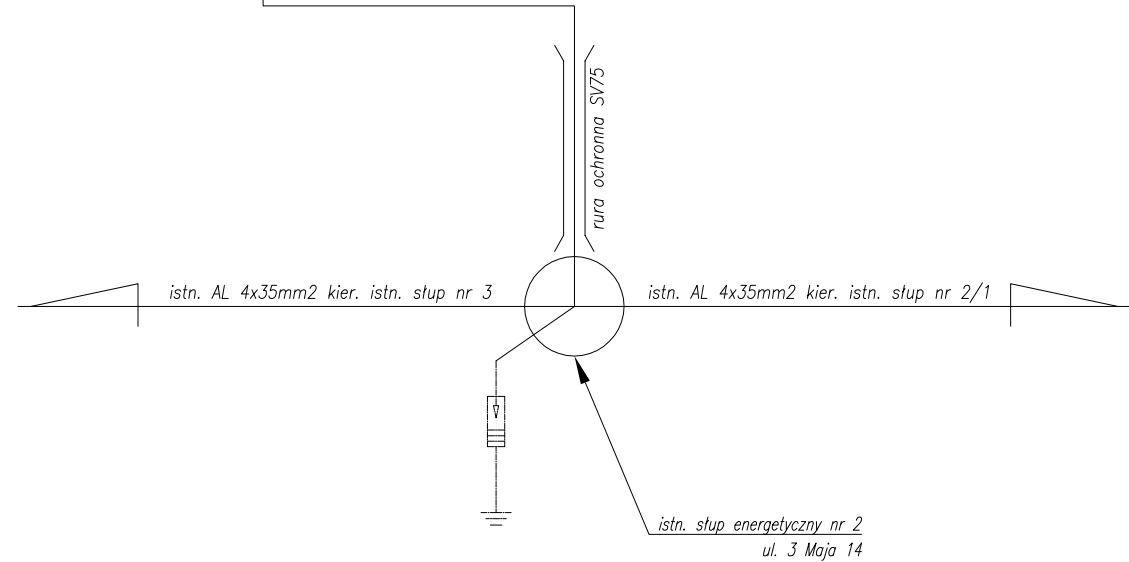 rura ochronna SV75
istn. AL 4x35mm2 kier. istn. słup nr 3
istn. AL 4x35mm2 kier. istn. słup nr 2/1
istn. słup energetyczny nr 2
ul. 3 Maja 14